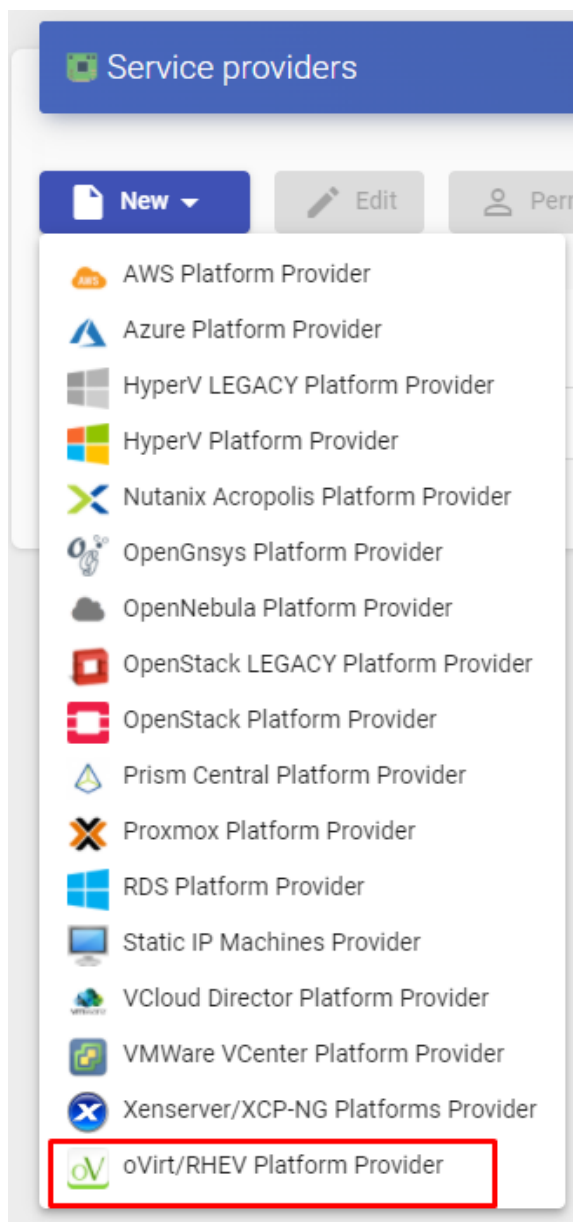 Service providers
New
Edit
AWS Platform Provider
Azure Platform Provider
HyperV LEGACY Platform Provider
HyperV Platform Provider
Nutanix Acropolis Platform Provider
OpenGnsys Platform Provider
OpenNebula Platform Provider
OpenStack LEGACY Platform Provider
OpenStack Platform Provider
Prism Central Platform Provider
Proxmox Platform Provider
RDS Platform Provider
Static IP Machines Provider
VCloud Director Platform Provider
VMWare VCenter Platform Provider
Xenserver/XCP-NG Platforms Provider
oVirt/RHEV Platform Provider